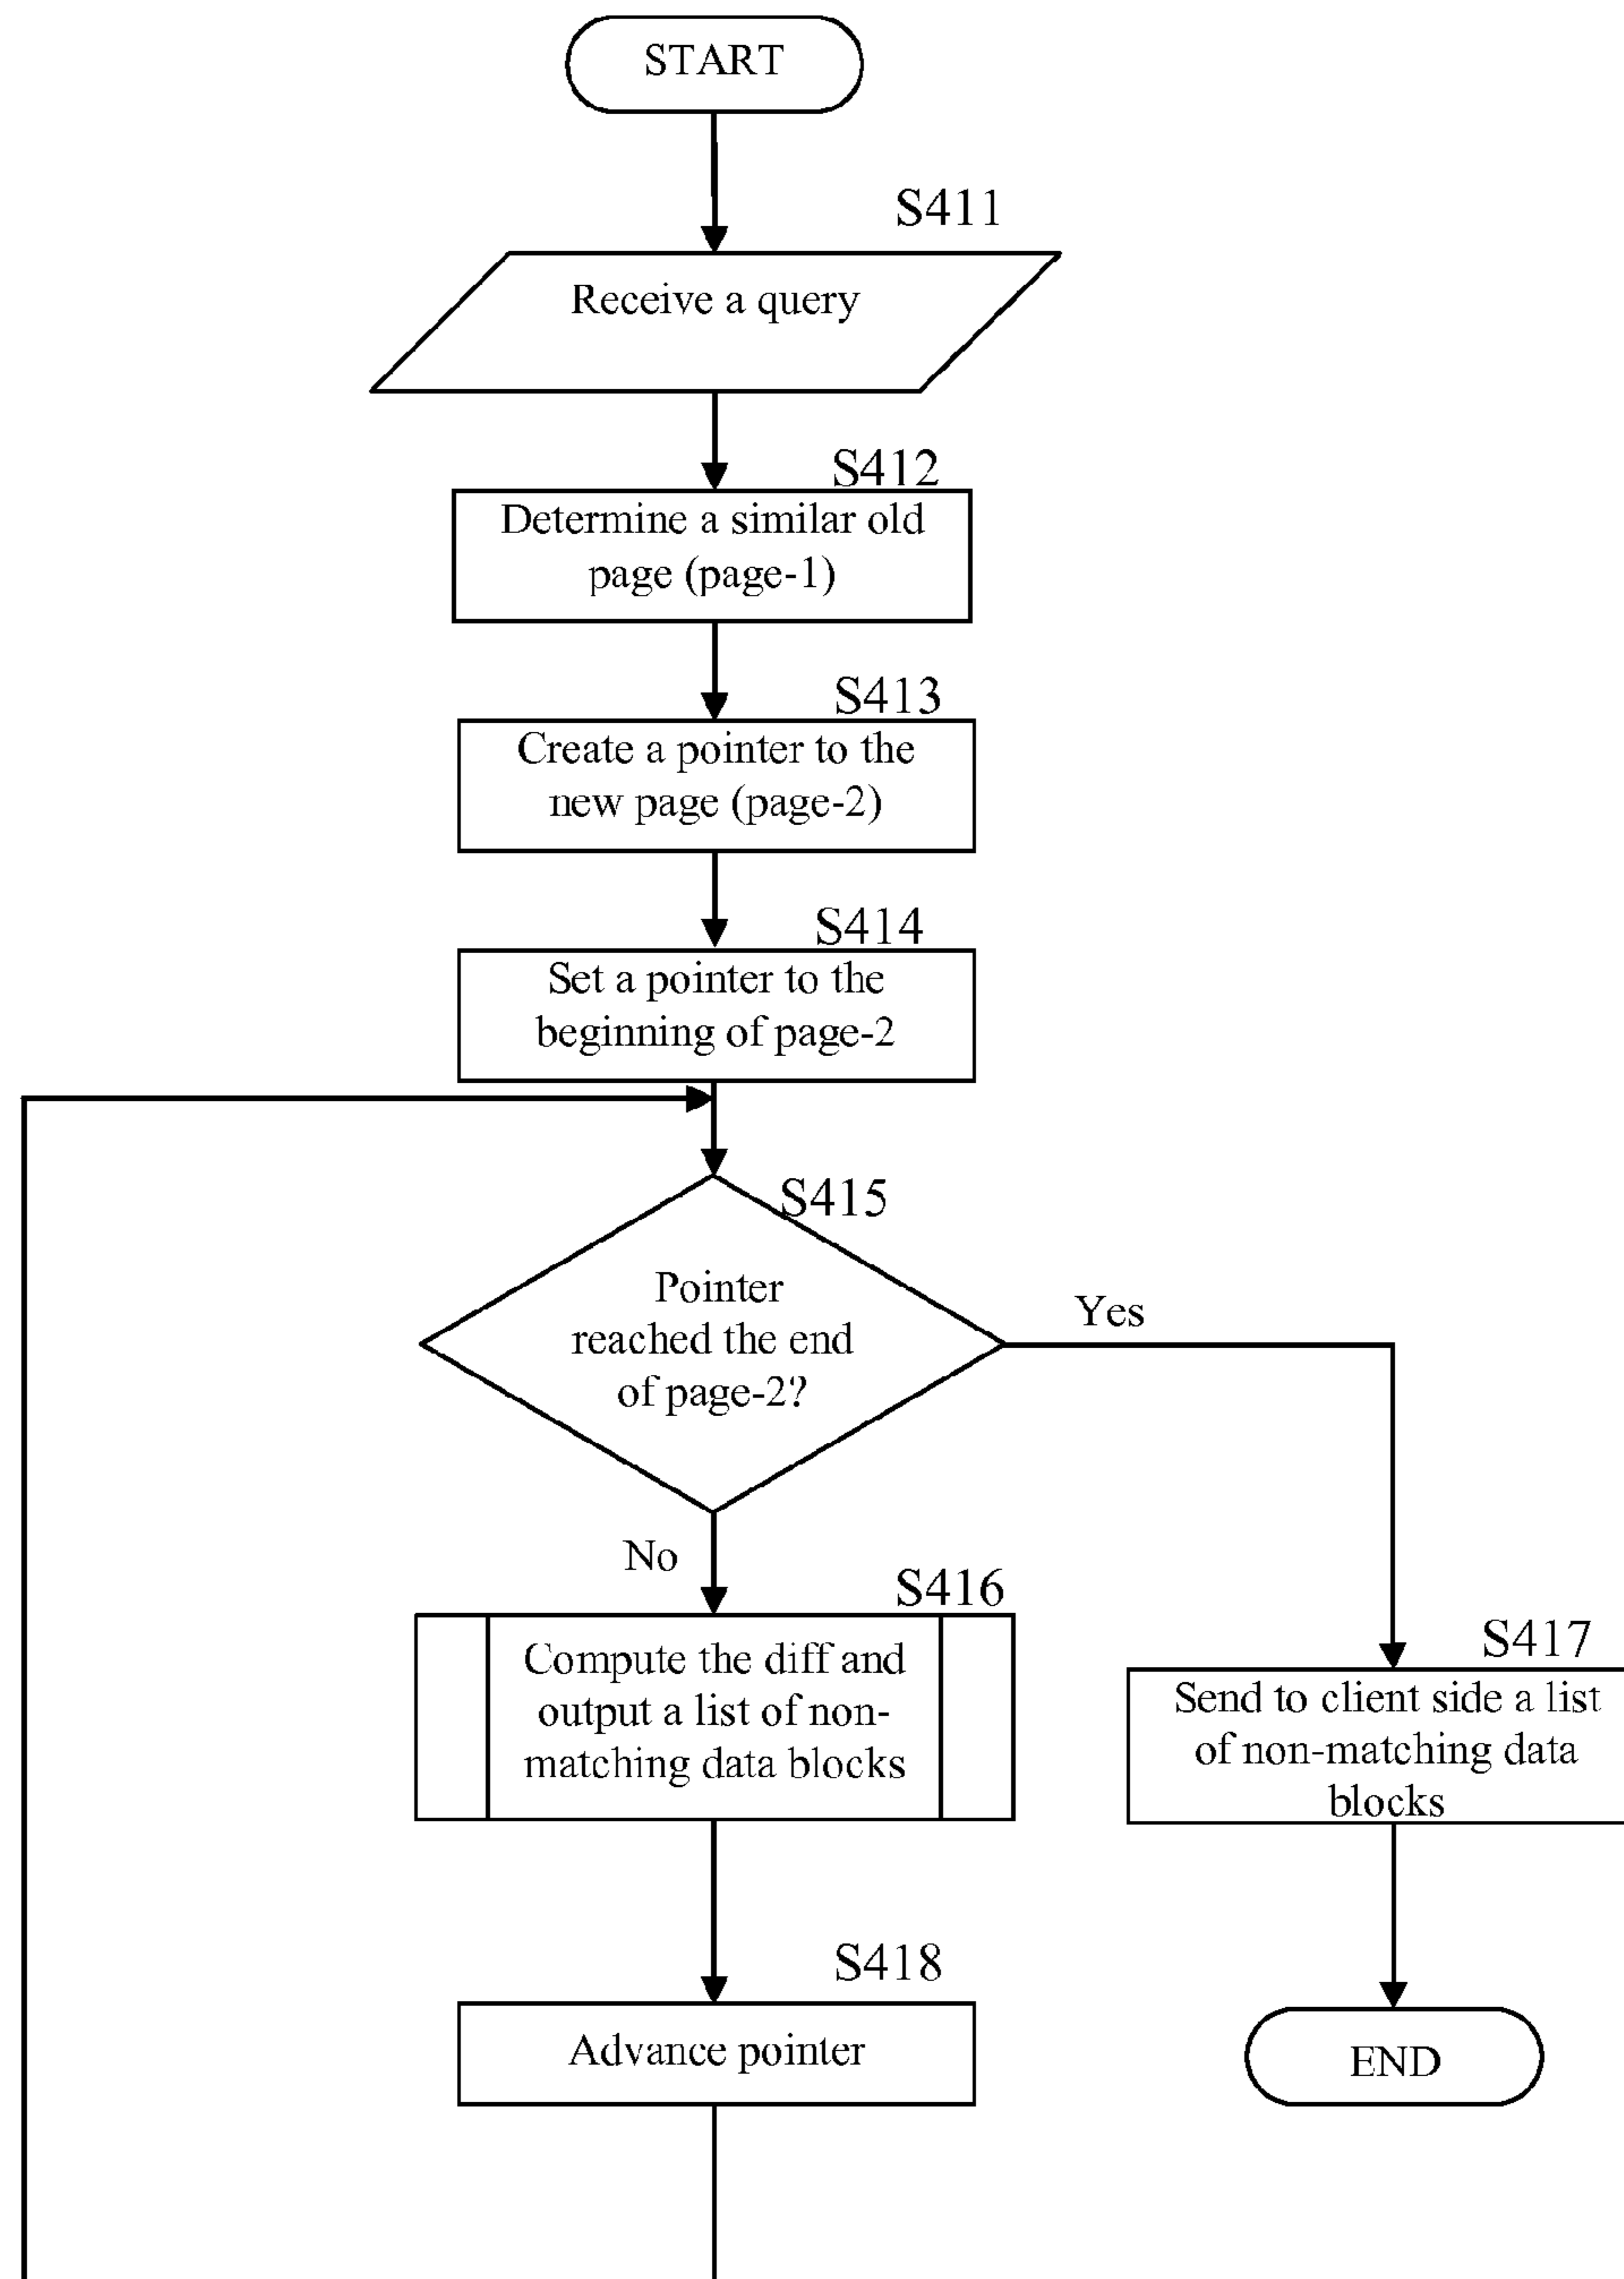 START
S411
Receive a query
S412
Determine a similar old
page (page-1)
S413
Create a pointer to the
new page (page-2)
S414
Set a pointer to the
beginning of page-2
S415
Pointer
reached the end
of page-2?
Yes
No
S416
Compute the diff and
output a list of non-
matching data blocks
S417
Send to client side a list
of non-matching data
blocks
S418
Advance pointer
END